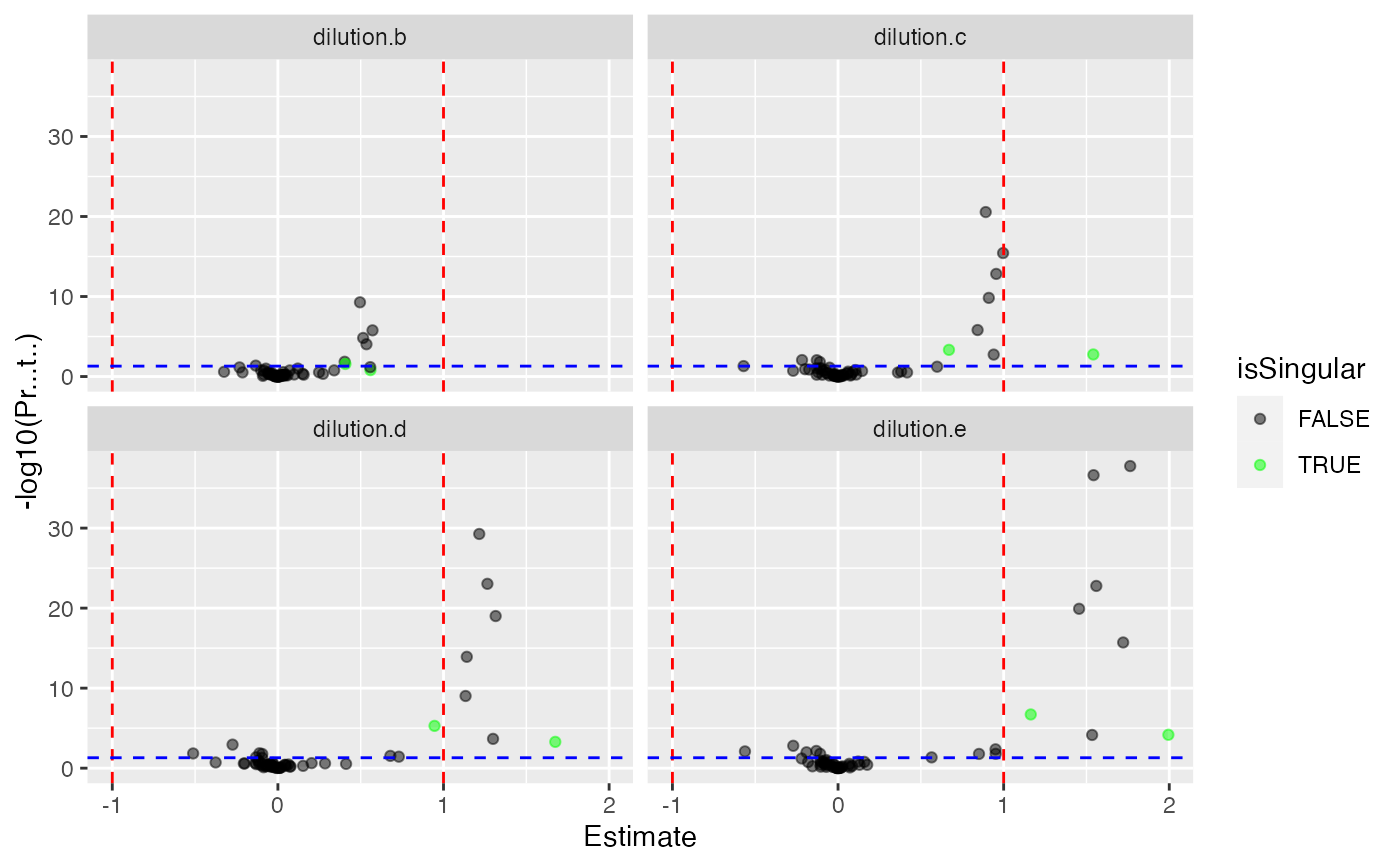 dilution.b
dilution.c
30
20
10
0
dilution.d
dilution.e
30
20
10
0
-1
0
1
2
-1
0
1
2
Estimate
-log10(Pr...t..)
isSingular
FALSE
TRUE